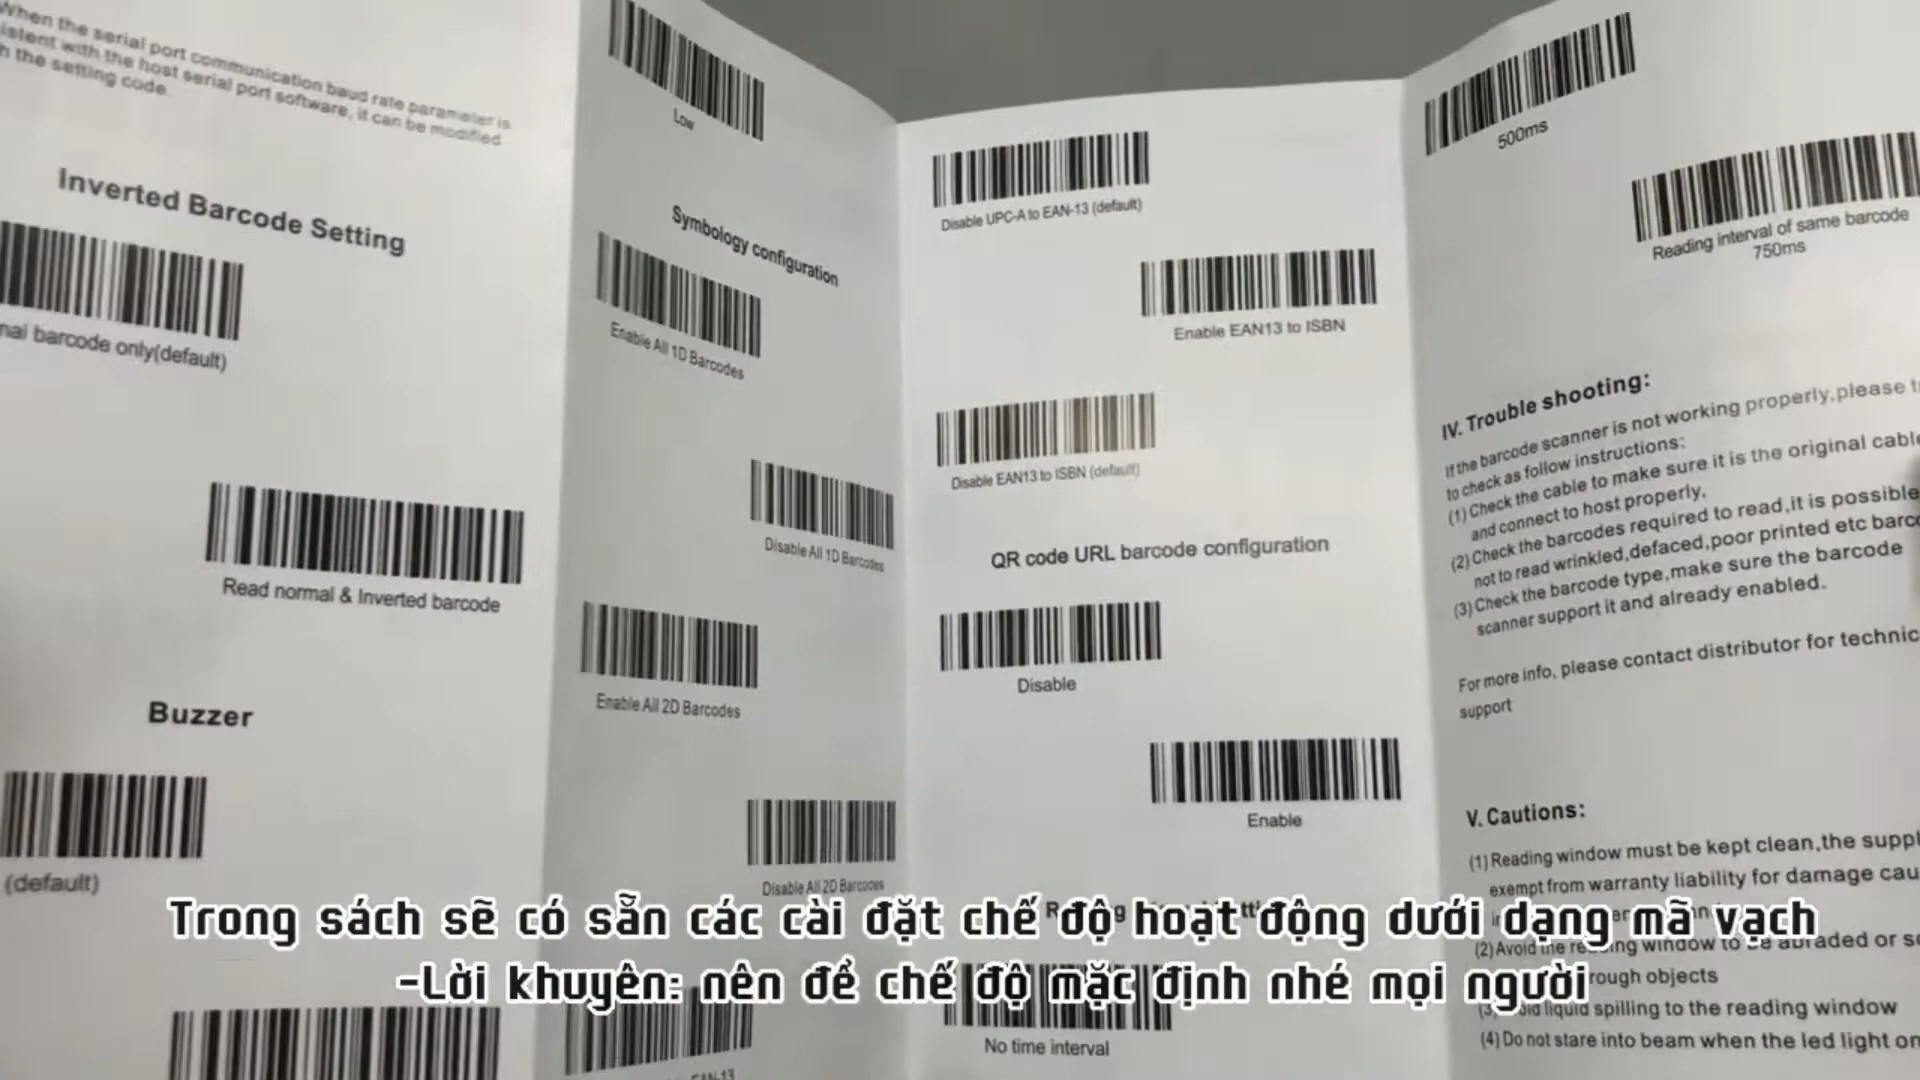 When the serial port communication baud rate parameter is
with the host serial port software, it can be modified
the setting code.
Inverted Barcode Setting
barcode only(default)
Read normal & Inverted barcode
Buzzer
(default)
Low
Symbology configuration
Enable All 1D Barcodes
Disable All 1D Barcodes
Enable All 2D Barcodes
Disable All 2D Barcodes
Disable UPC-A to EAN-13 (default)
Enable EAN13 to ISBN
Disable EAN13 to ISBN (default)
QR code URL barcode configuration
Disable
Enable
No time interval
500ms
Reading interval of same barcode
750ms
IV. Trouble shooting:
If the barcode scanner is not working properly,please
to check as follow instructions:
(1) Check the cable to make sure it is the original
and connect to host properly,
(2) Check the barcodes required to read,it is possible
not to read wrinkled,defaced,poor printed etc
(3) Check the barcode type,make sure the barcode
scanner support it and already enabled.
For more info, please contact distributor for
support
V. Cautions:
(1) Reading window must be kept clean,the
exempt from warranty liability for damage
(2) Avoid the window to be abraded or
rough objects
liquid spilling to the reading window
(4) Do not stare into beam when the led light
Trong sách sẽ có sẵn các cài đặt chế độ hoạt động dưới dạng mã vạch
-Lời khuyên: nên để chế độ mặc định nhé mọi người